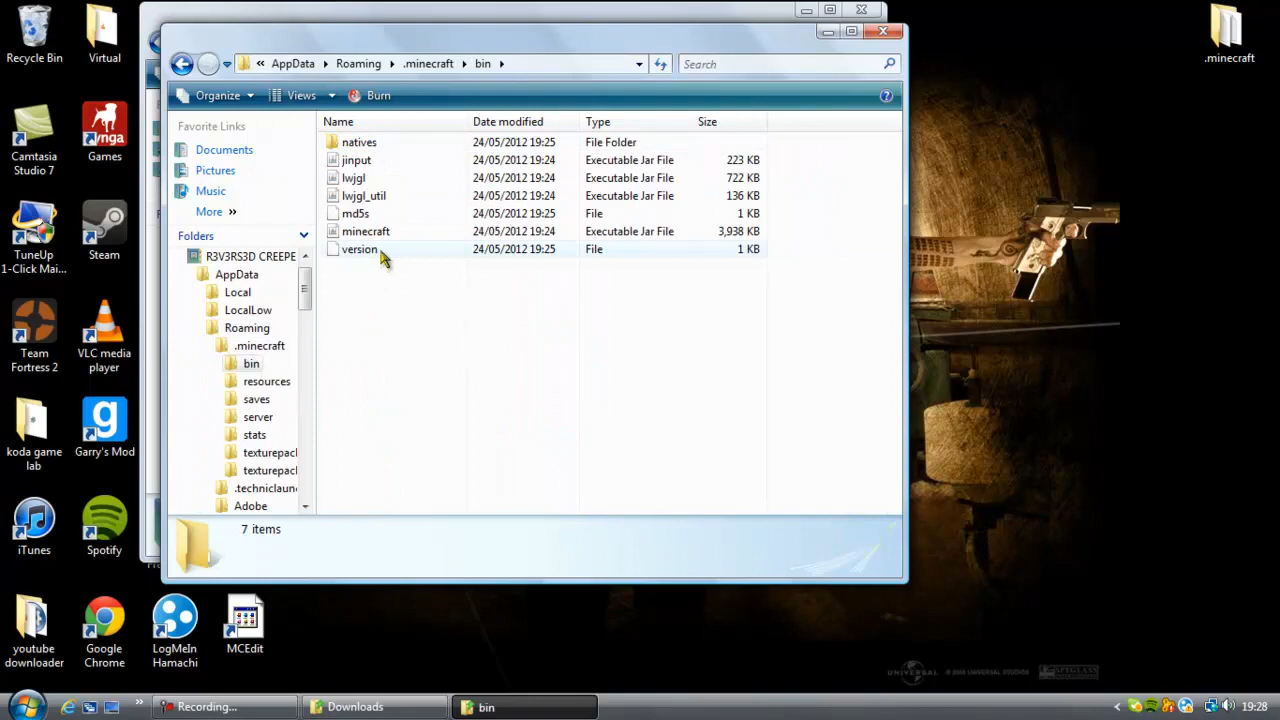 Recycle Bin
Virtual
.minecraft
AppData
Roaming
.minecraft
bin
Search
Organize
Views
Burn
Favorite Links
Name
Date modified
Type
Size
Documents
Pictures
Music
More »
Folders
natives 24/05/2012 19:25 File Folder
jinput 24/05/2012 19:24 Executable Jar File 223 KB
lwjgl 24/05/2012 19:24 Executable Jar File 722 KB
lwjgl_util 24/05/2012 19:24 Executable Jar File 136 KB
md5s 24/05/2012 19:25 File 1 KB
minecraft 24/05/2012 19:24 Executable Jar File 3,938 KB
version 24/05/2012 19:25 File 1 KB
R3V3RS3D CREEPE
AppData
Local
LocalLow
Roaming
.minecraft
bin
resources
saves
server
stats
texturepac
texturepac
.techniclaun
Adobe
7 items
Camtasia
Studio 7
ynga
Games
TuneUp
1-Click Mai...
Steam
Team
Fortress 2
VLC media
player
koda game
lab
Garry's Mod
iTunes
Spotify
youtube
downloader
Google
Chrome
LogMeIn
Hamachi
MCEdit
UNIVERSAL
Recording...
Downloads
bin
19:28